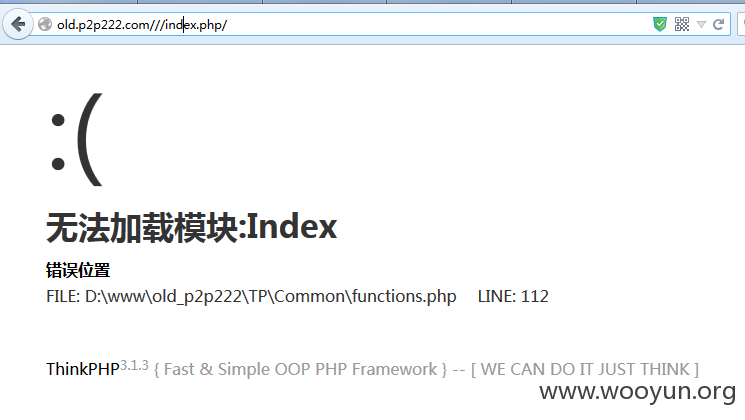 old.p2p222.com///index.php/
:(
无法加载模块:Index
错误位置
FILE: D:\www\old_p2p222\TP\Common\functions.php LINE: 112
ThinkPHP3.1.3 { Fast & Simple OOP PHP Framework } -- [ WE CAN DO IT JUST THINK ]
www.wooyun.org